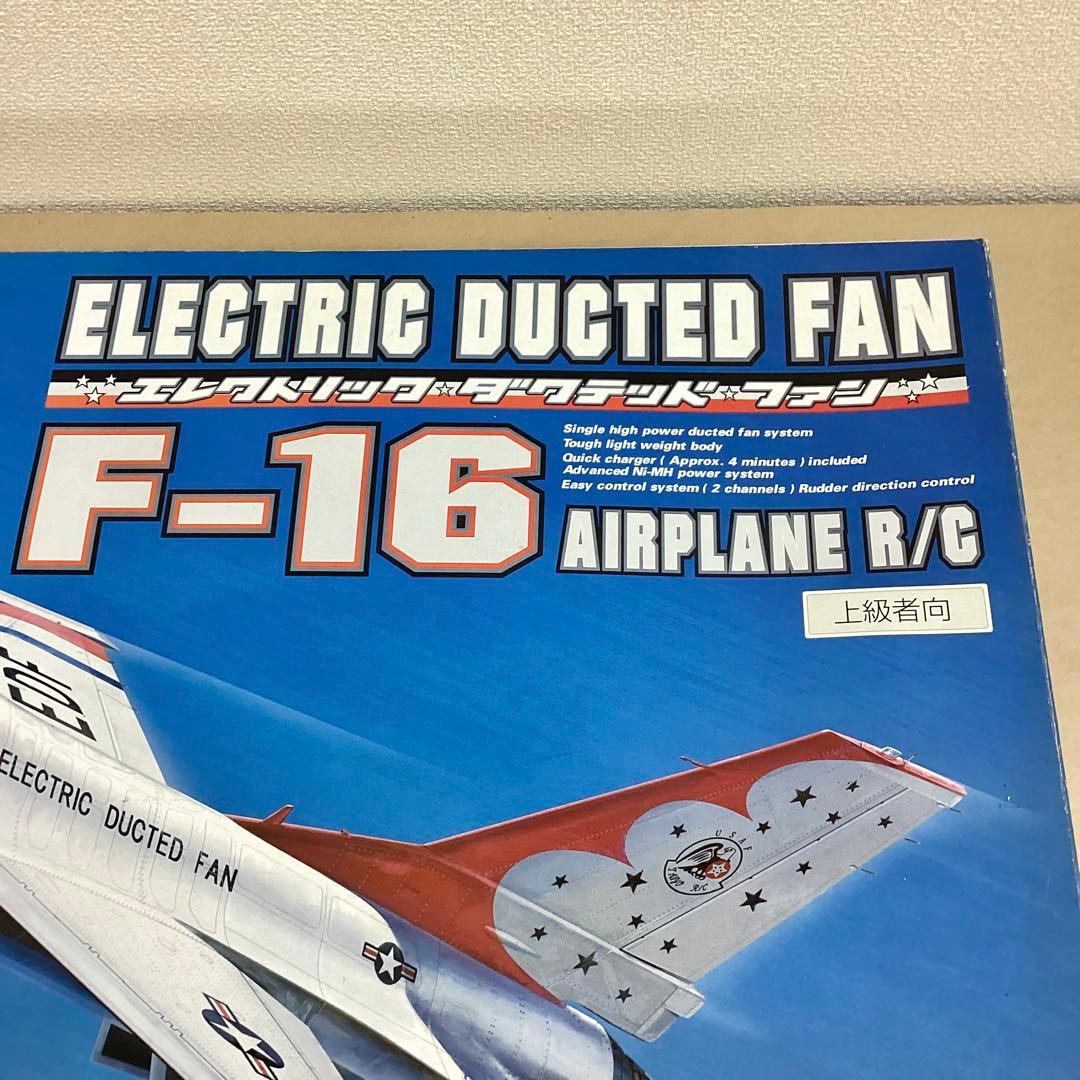 ELECTRIC DUCTED FAN
エレクトリック☆ダクテッド☆ファン
F-16
Single high power ducted fan system
Tough light weight body
Quick charger ( Approx. 4 minutes ) included
Advanced Ni-MH power system
Easy control system ( 2 channels ) Rudder direction control
AIRPLANE R/C
上級者向
ELECTRIC DUCTED FAN
USAF
TAIYO R/C